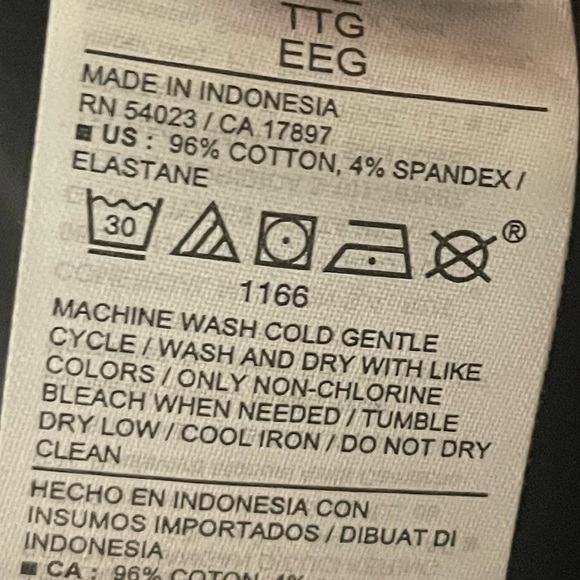 TTG
EEG
MADE IN INDONESIA
RN 54023 / CA 17897
US : 96% COTTON, 4% SPANDEX /
ELASTANE
30 ®
1166
MACHINE WASH COLD GENTLE
CYCLE / WASH AND DRY WITH LIKE
COLORS / ONLY NON-CHLORINE
BLEACH WHEN NEEDED / TUMBLE
DRY LOW / COOL IRON / DO NOT DRY
CLEAN
HECHO EN INDONESIA CON
INSUMOS IMPORTADOS / DIBUAT DI
INDONESIA
CA : 96% COTON, 4%